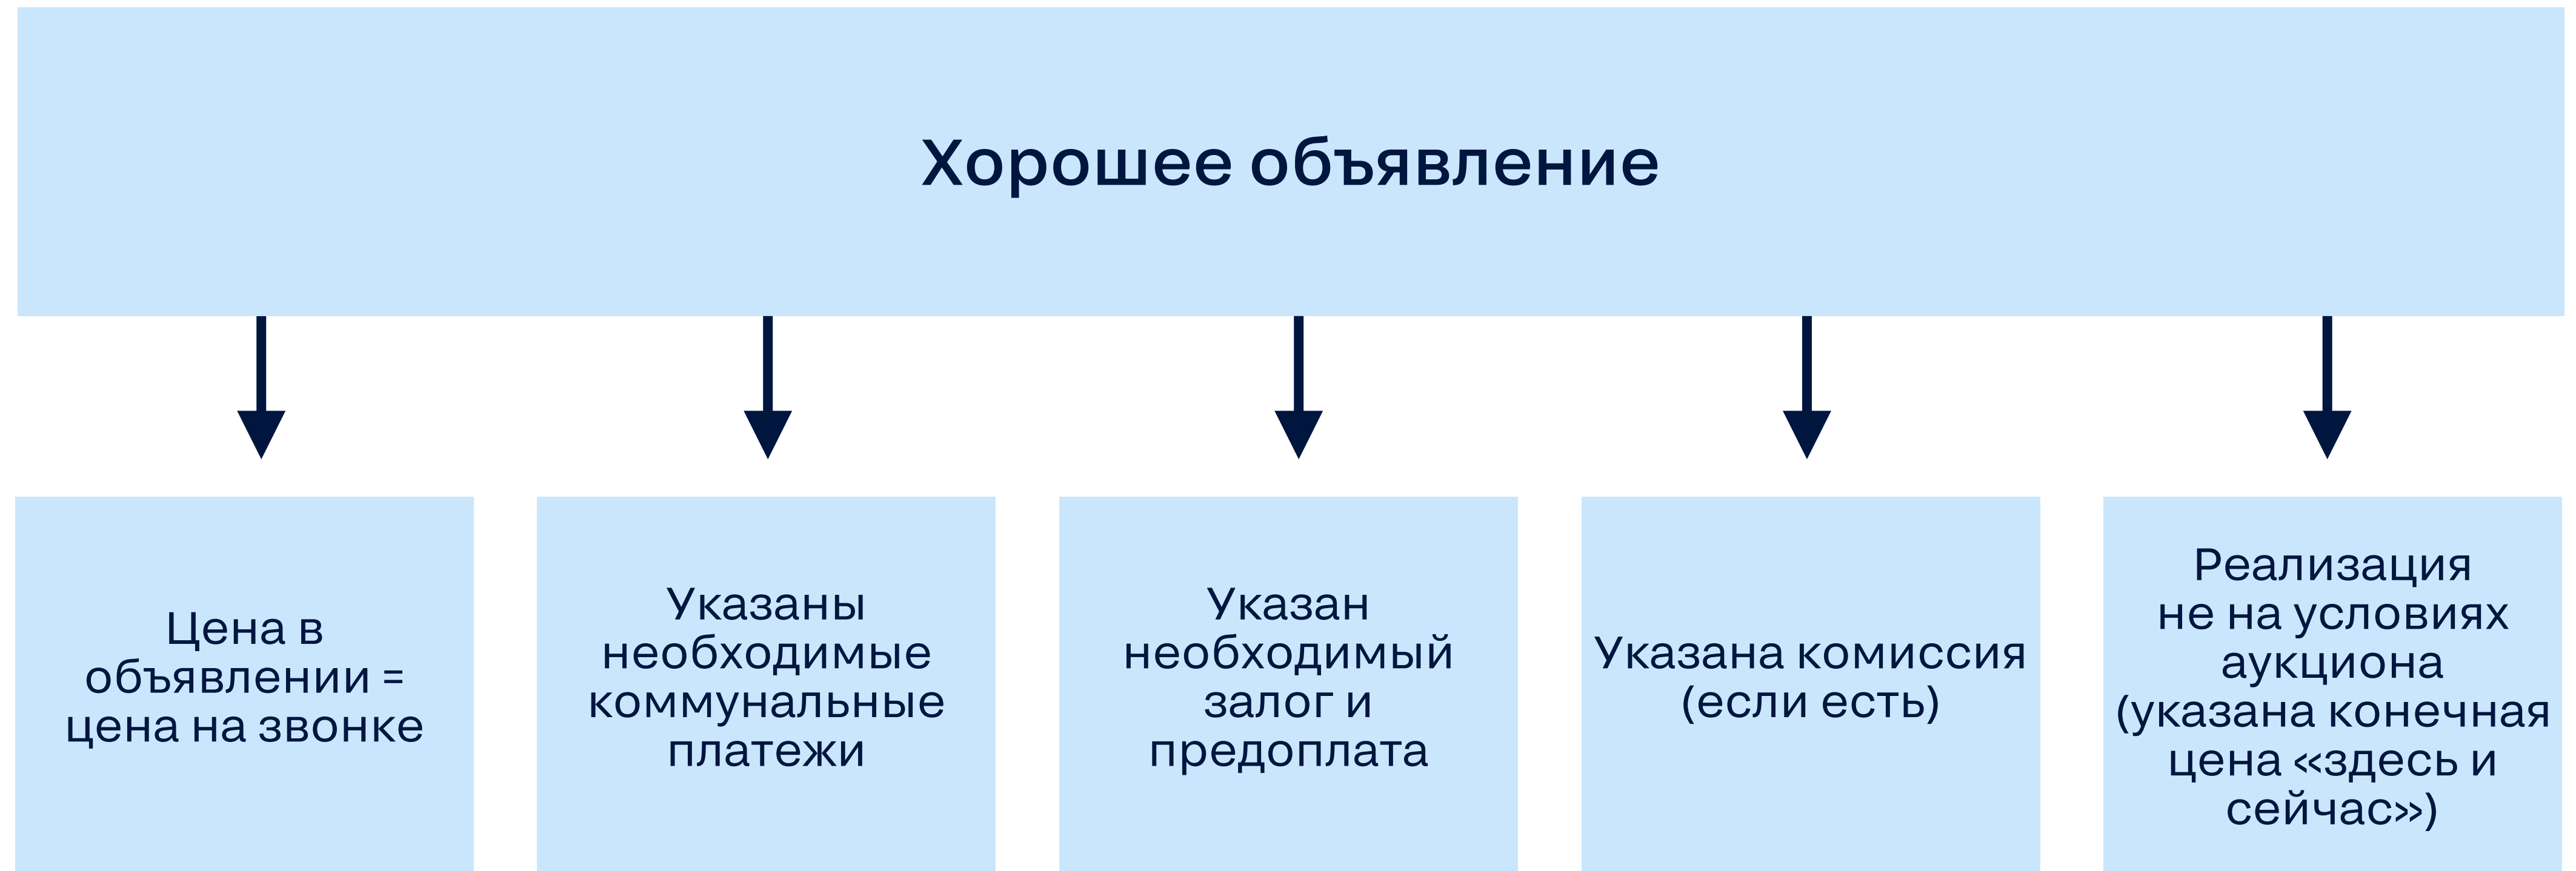 Хорошее объявление
Цена в
объявлении =
цена на звонке
Указаны
необходимые
коммунальные
платежи
Указан
необходимый
залог и
предоплата
Указана комиссия
(если есть)
Реализация
не на условиях
аукциона
(указана конечная
цена «здесь и
сейчас»)